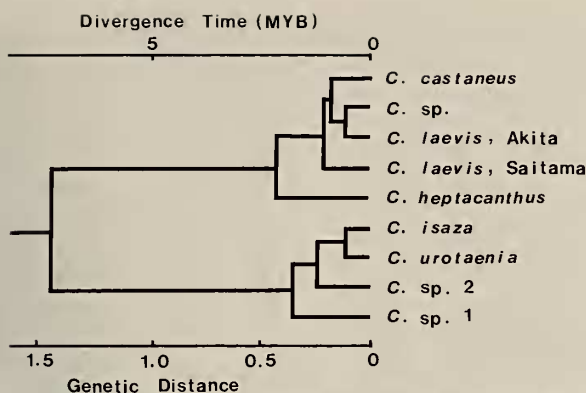 Divergence Time (MYB)
5 0
C. castaneus
C. sp.
C. laevis, Akita
C. laevis, Saitama
C. heptacanthus
C. isaza
C. urotaenia
C. sp. 2
C. sp. 1
1.5 1.0 0.5 0
Genetic Distance